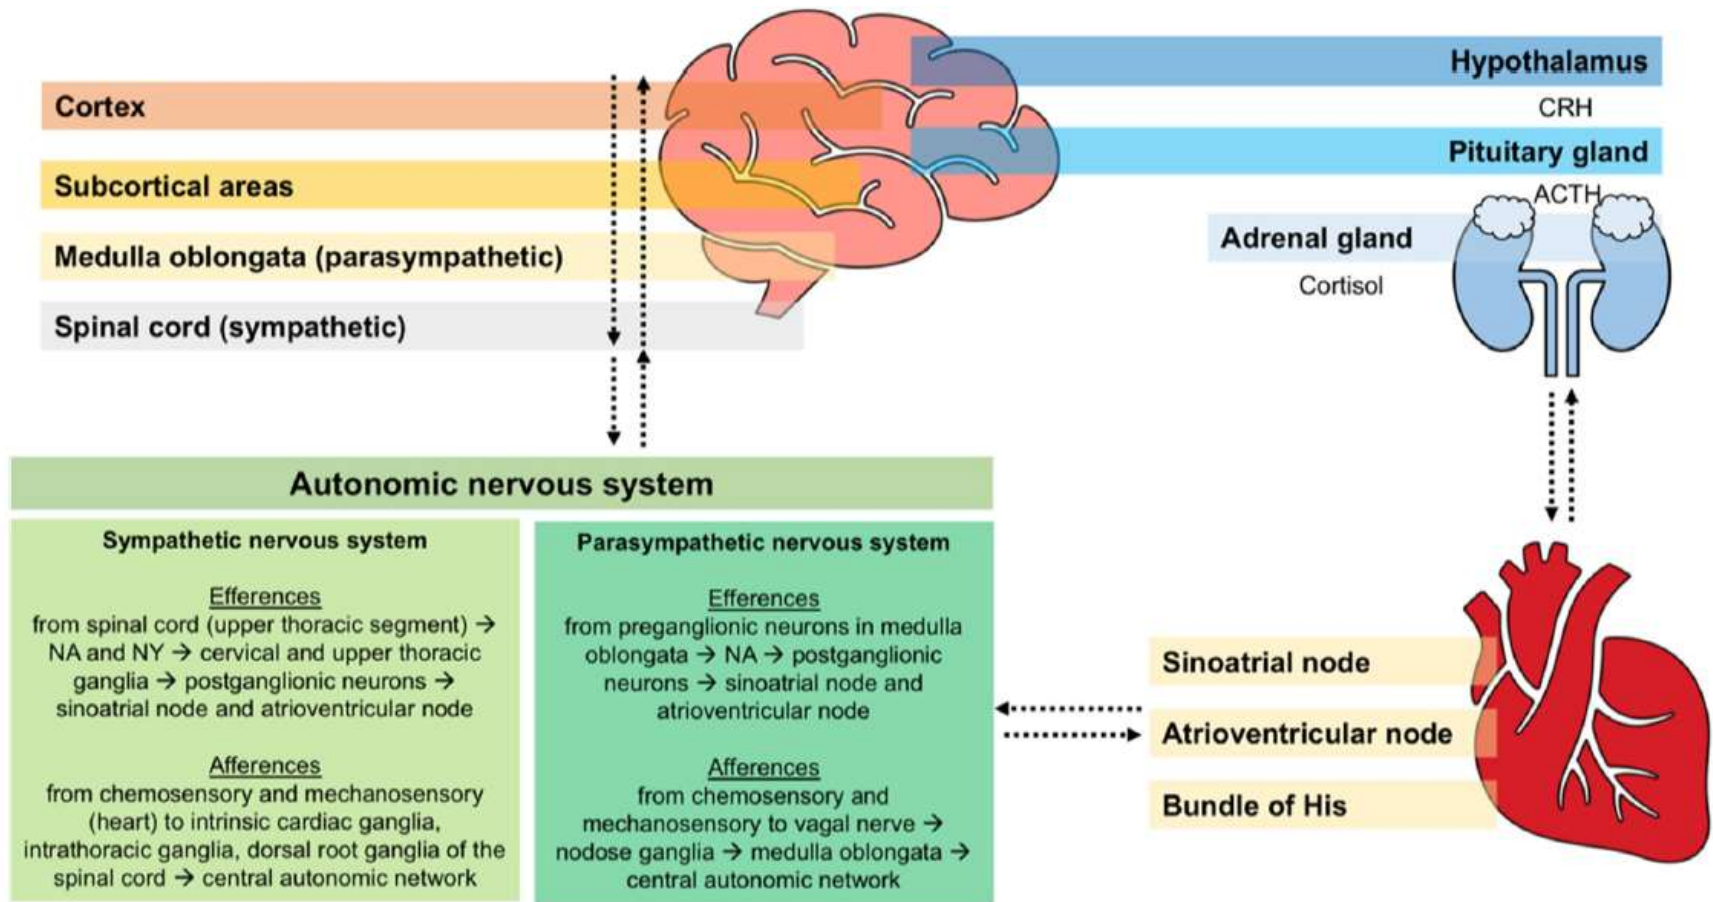 Cortex
Subcortical areas
Medulla oblongata (parasympathetic)
Spinal cord (sympathetic)
Hypothalamus
CRH
Pituitary gland
ACTH
Adrenal gland
Cortisol
Autonomic nervous system
Sympathetic nervous system
Efferences
from spinal cord (upper thoracic segment) →
NA and NY → cervical and upper thoracic
ganglia → postganglionic neurons →
sinoatrial node and atrioventricular node
Afferences
from chemosensory and mechanosensory
(heart) to intrinsic cardiac ganglia,
intrathoracic ganglia, dorsal root ganglia of the
spinal cord → central autonomic network
Parasympathetic nervous system
Efferences
from preganglionic neurons in medulla
oblongata → NA → postganglionic
neurons → sinoatrial node and
atrioventricular node
Afferences
from chemosensory and
mechanosensory to vagal nerve →
nodose ganglia → medulla oblongata →
central autonomic network
Sinoatrial node
Atrioventricular node
Bundle of His